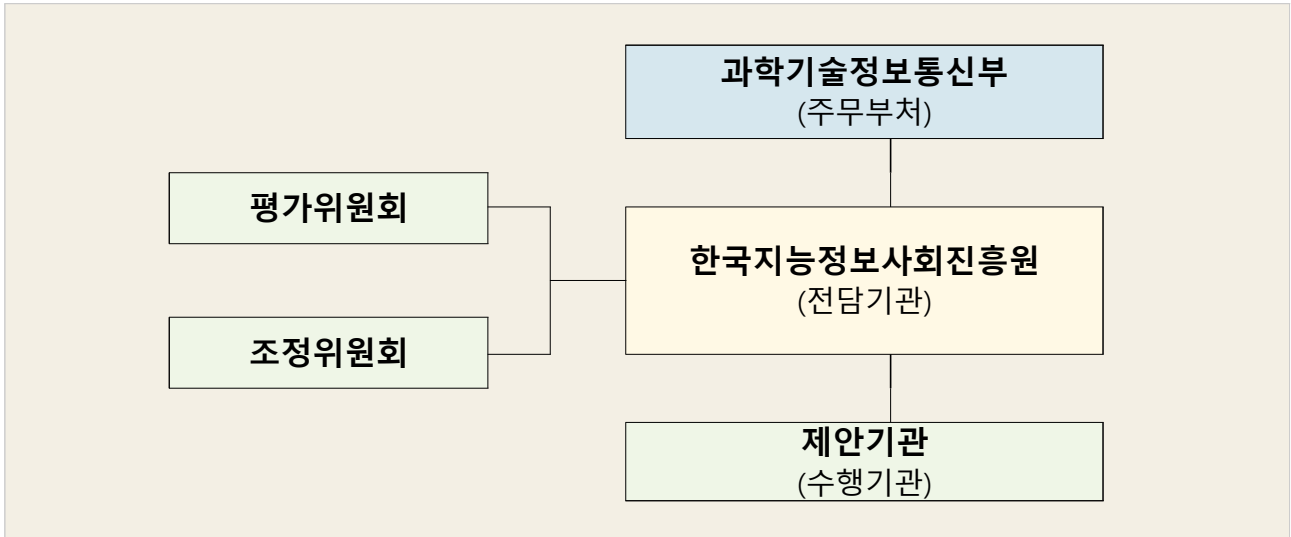 과학기술정보통신부
(주무부처)
평가위원회
한국지능정보사회진흥원
(전담기관)
조정위원회
제안기관
(수행기관)